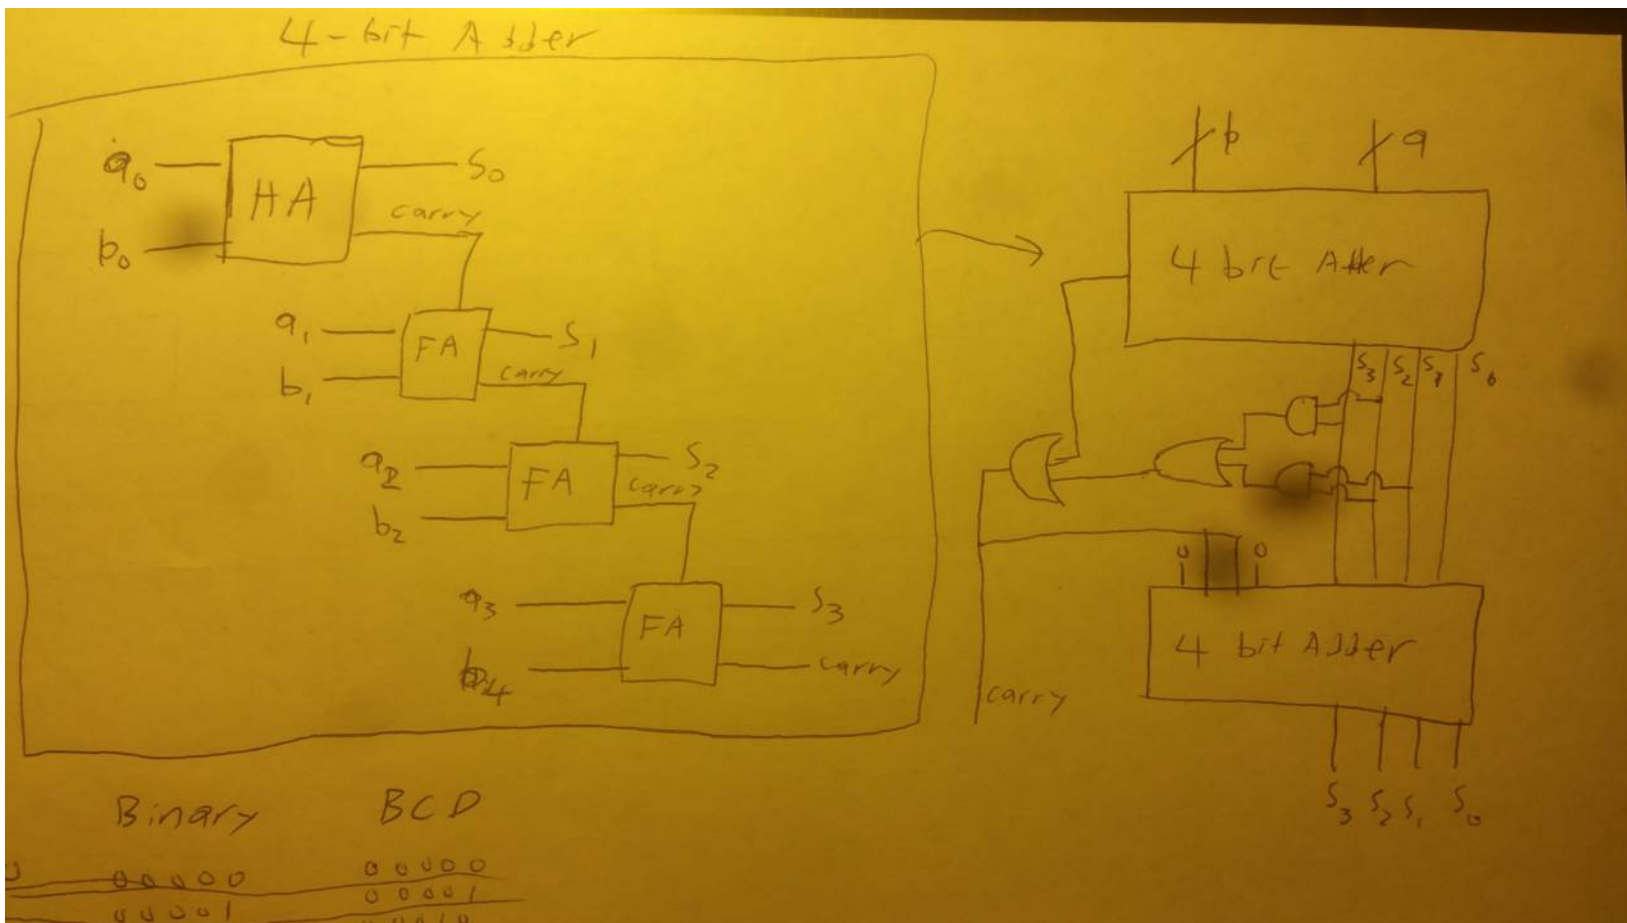 4-bit Adder
a₀
HA
S₀
b₀
carry
a₁
FA
S₁
b₁
carry
a₂
FA
S₂
b₂
carry
a₃
FA
S₃
b₄
carry
b
a
4 bit Adder
S₃ S₂ S₁ S₀
0 0
4 bit Adder
carry
S₃ S₂ S₁ S₀
Binary BCD
0 00000 00000
00001 00001